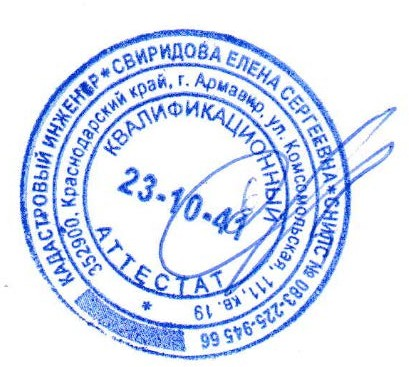 КАДАСТРОВЫЙ ИНЖЕНЕР * СВИРИДОВА ЕЛЕНА СЕРГЕЕВНА * СНИЛС № 083-225-945 66
352900, Краснодарский край, г. Армавир, ул. Комсомольская, 111, кв. 19
КВАЛИФИКАЦИОННЫЙ
23-10-41
АТТЕСТАТ
*